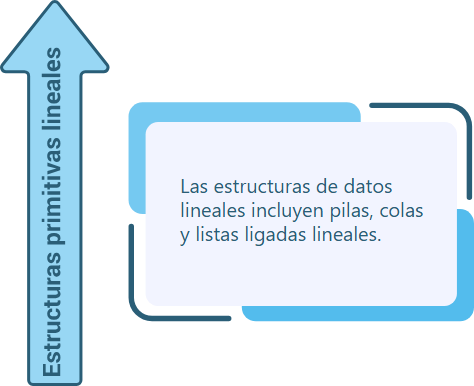 Estructuras primitivas lineales
Las estructuras de datos
lineales incluyen pilas, colas
y listas ligadas lineales.